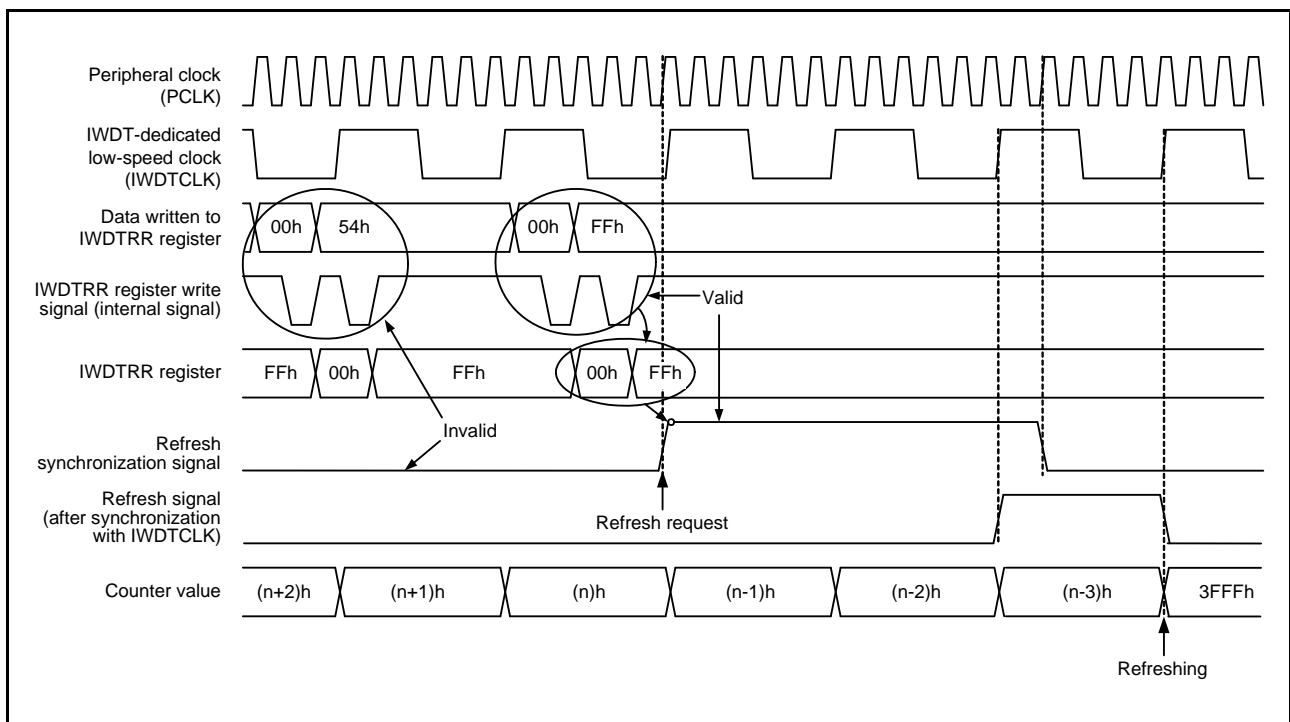 Peripheral clock
(PCLK)
IWDT-dedicated
low-speed clock
(IWDTCLK)
Data written to
IWDTRR register
00h
54h
00h
FFh
IWDTRR register write
signal (internal signal)
Valid
IWDTRR register
FFh
00h
FFh
00h
FFh
Invalid
Refresh
synchronization signal
Refresh signal
(after synchronization
with IWDTCLK)
Refresh request
Counter value
(n+2)h
(n+1)h
(n)h
(n-1)h
(n-2)h
(n-3)h
3FFFh
Refreshing